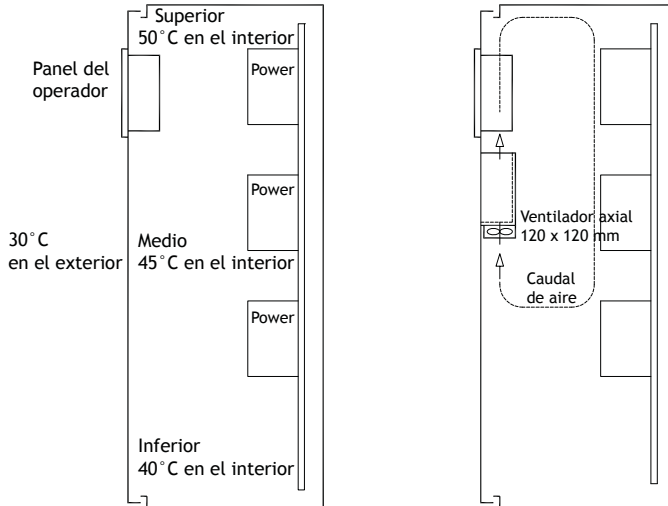 Superior
50°C en el interior
Panel del
operador
Power
Power
30°C
en el exterior
Medio
45°C en el interior
Power
Inferior
40°C en el interior
Ventilador axial
120 x 120 mm
Caudal
de aire